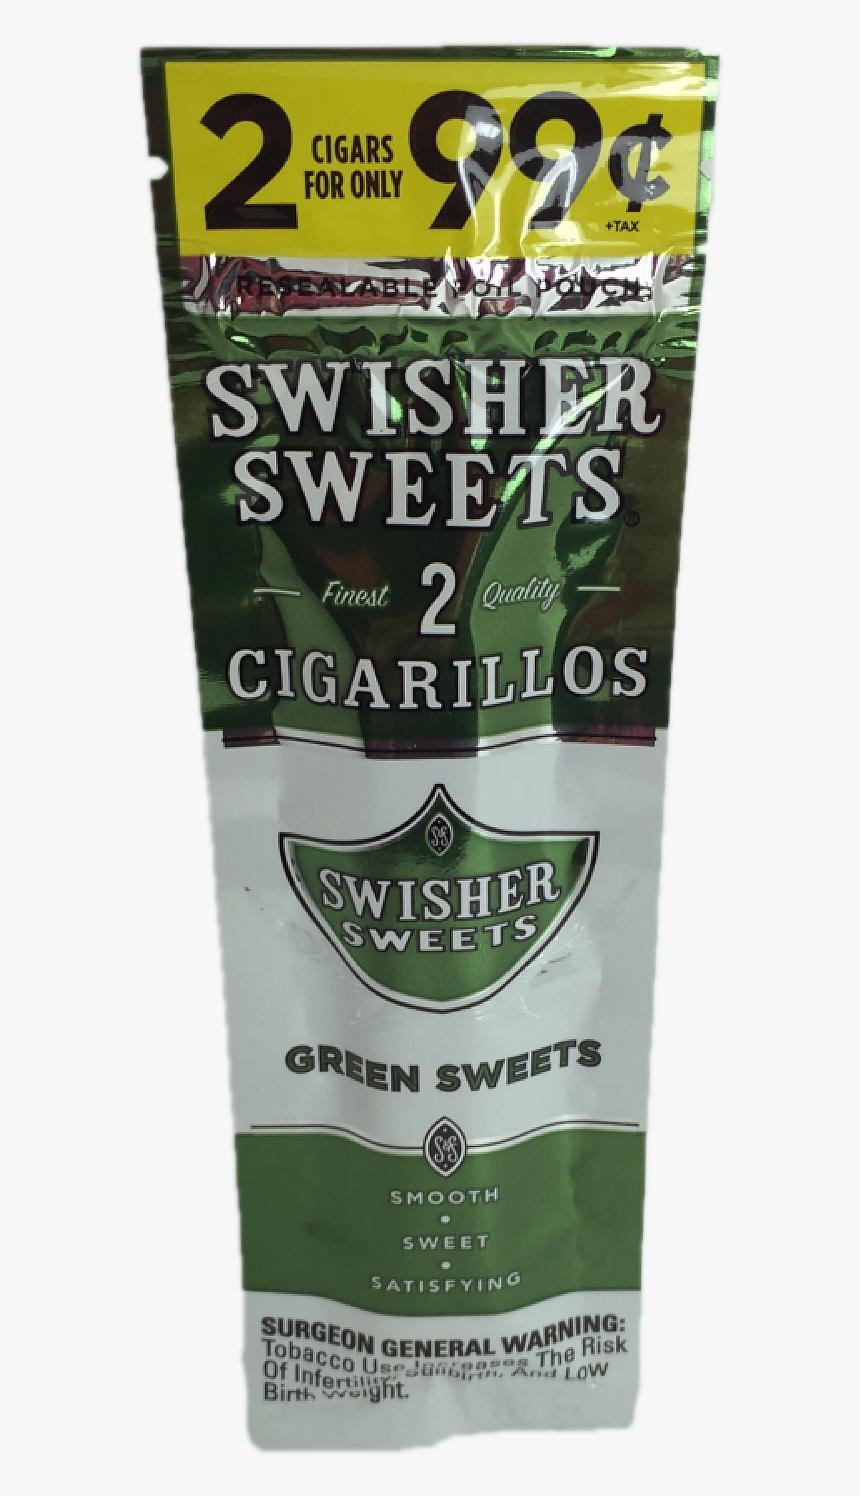 2 CIGARS FOR ONLY 99¢
+TAX
RESEALABLE FOIL POUCH
SWISHER
SWEETS®
Finest 2 Quality
CIGARILLOS
S&S
SWISHER
SWEETS
GREEN SWEETS
S&S
SMOOTH
•
SWEET
•
SATISFYING
SURGEON GENERAL WARNING:
Tobacco Use Increases The Risk
Of Infertility, Stillbirth, And Low
Birth Weight.